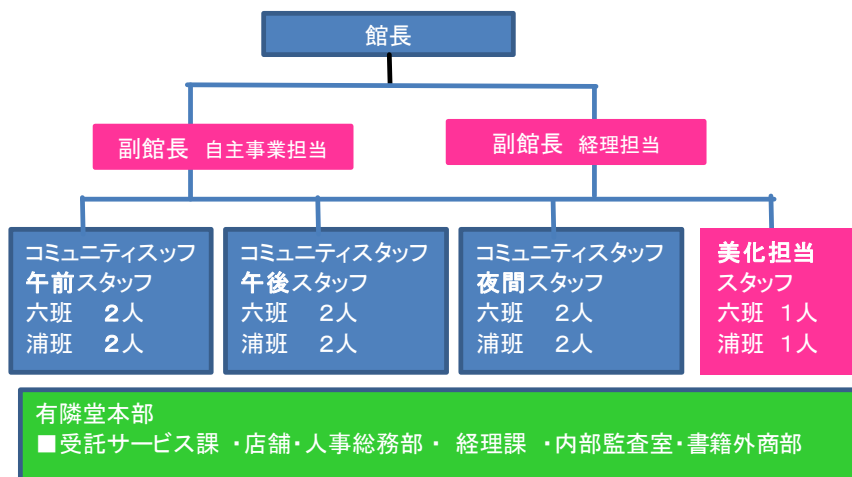 館長
副館長 自主事業担当
副館長 経理担当
コミュニティスッフ
午前スタッフ
六班 2人
浦班 2人
コミュニティスタッフ
午後スタッフ
六班 2人
浦班 2人
コミュニティスタッフ
夜間スタッフ
六班 2人
浦班 2人
美化担当
スタッフ
六班 1人
浦班 1人
有隣堂本部
■受託サービス課 ・店舗・人事総務部・ 経理課 ・内部監査室・書籍外商部